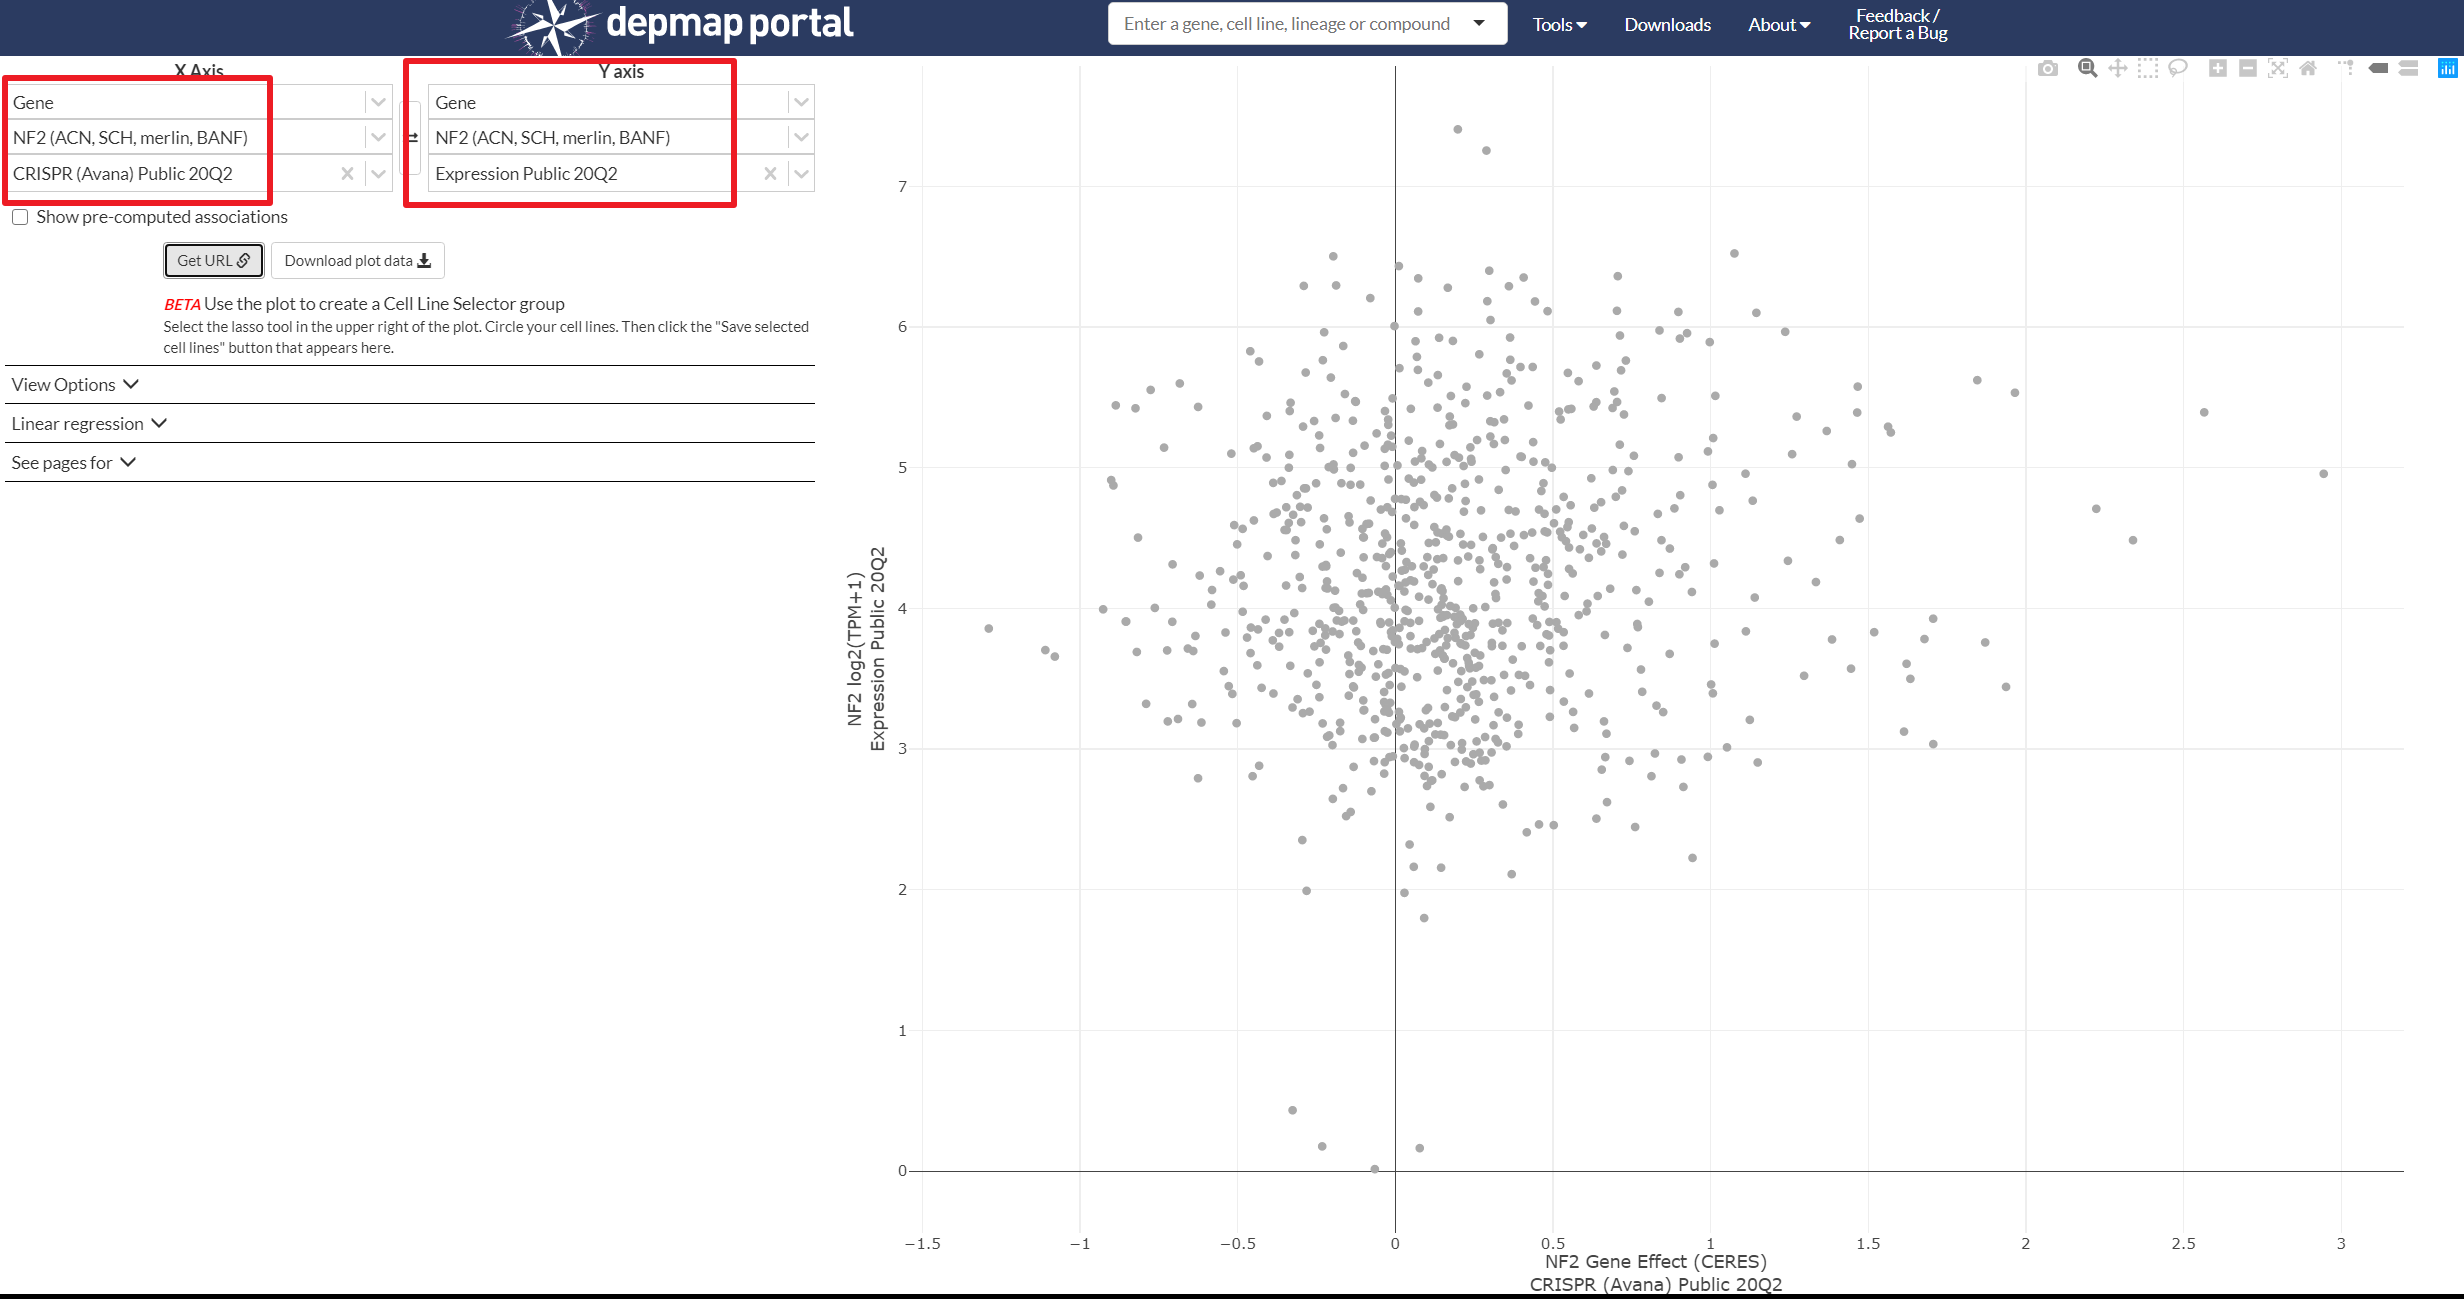 depmap portal
Enter a gene, cell line, lineage or compound
Tools
Downloads
About
Feedback /
Report a Bug
X Axis
Y axis
Gene
Gene
NF2 (ACN, SCH, merlin, BANF)
NF2 (ACN, SCH, merlin, BANF)
CRISPR (Avana) Public 20Q2
Expression Public 20Q2
Show pre-computed associations
Get URL
Download plot data
BETA Use the plot to create a Cell Line Selector group
Select the lasso tool in the upper right of the plot. Circle your cell lines. Then click the "Save selected
cell lines" button that appears here.
View Options
Linear regression
See pages for
NF2 log2(TPM+1)
Expression Public 20Q2
7
6
5
4
3
2
1
0
−1.5
−1
−0.5
0
0.5
1
1.5
2
2.5
3
NF2 Gene Effect (CERES)
CRISPR (Avana) Public 20Q2